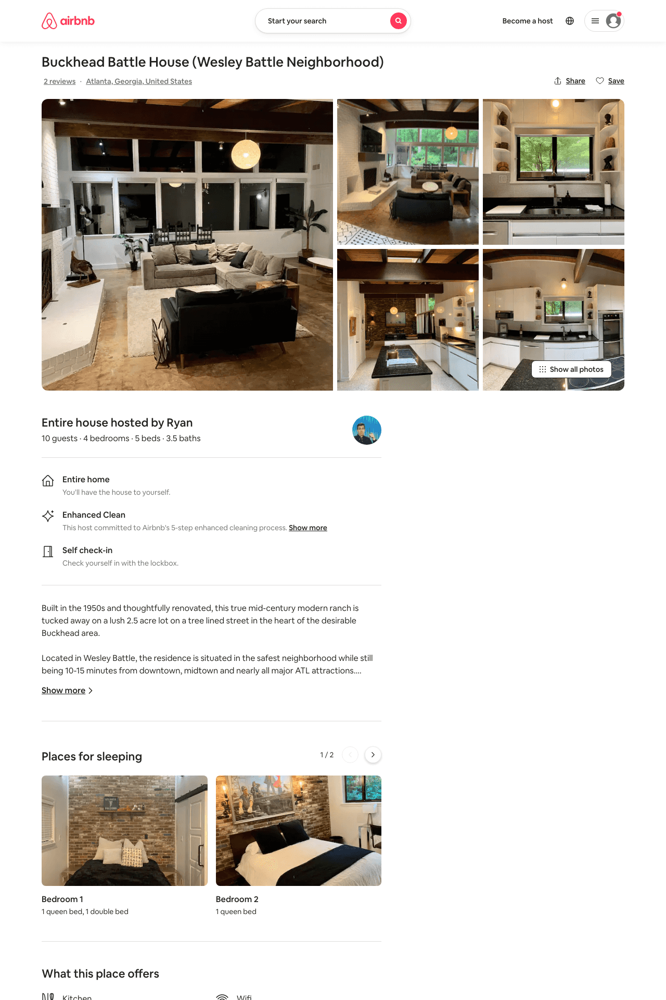 airbnb
Start your search
Become a host
Buckhead Battle House (Wesley Battle Neighborhood)
2 reviews · Atlanta, Georgia, United States
Share
Save
Show all photos
Entire house hosted by Ryan
10 guests · 4 bedrooms · 5 beds · 3.5 baths
Entire home
You’ll have the house to yourself.
Enhanced Clean
This host committed to Airbnb's 5-step enhanced cleaning process. Show more
Self check-in
Check yourself in with the lockbox.
Built in the 1950s and thoughtfully renovated, this true mid-century modern ranch is
tucked away on a lush 2.5 acre lot on a tree lined street in the heart of the desirable
Buckhead area.
Located in Wesley Battle, the residence is situated in the safest neighborhood while still
being 10-15 minutes from downtown, midtown and nearly all major ATL attractions....
Show more
Places for sleeping
1 / 2
ATLANTA
FALCONS
Bedroom 1
1 queen bed, 1 double bed
Bedroom 2
1 queen bed
What this place offers
Kitchen
Wifi